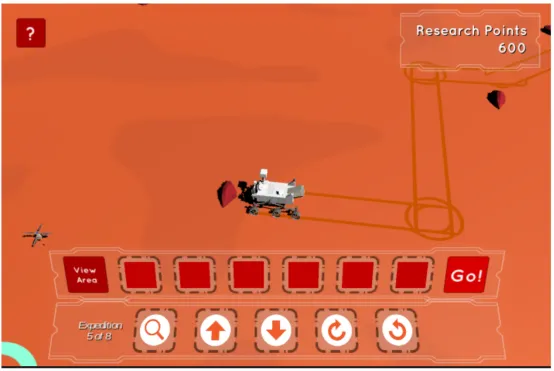 ?
Research Points
600
View
Area
Go!
Expedition
5 of 8